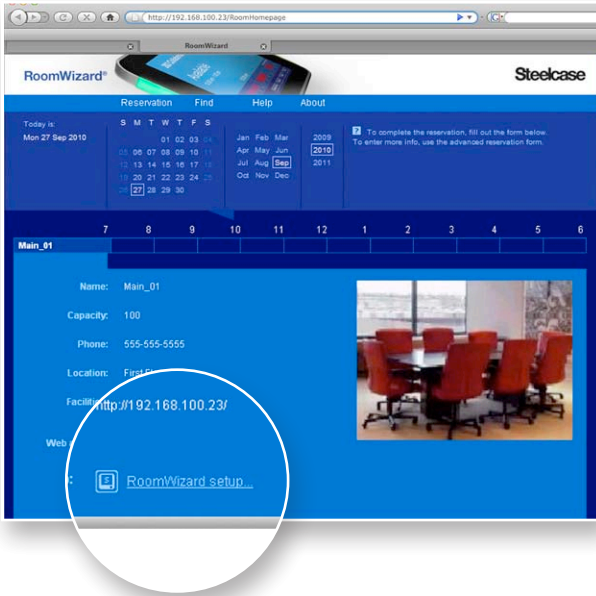 http://192.168.100.23/RoomHomepage
RoomWizard
RoomWizard®
Steelcase
Reservation Find Help About
Today is:
Mon 27 Sep 2010
S M T W T F S
01 02 03 04
05 06 07 08 09 10 11
12 13 14 15 16 17 18
19 20 21 22 23 24 25
26 27 28 29 30
Jan Feb Mar
Apr May Jun
Jul Aug Sep
Oct Nov Dec
2009
2010
2011
? To complete the reservation, fill out the form below.
To enter more info, use the advanced reservation form.
7 8 9 10 11 12 1 2 3 4 5 6
Main_01
Name: Main_01
Capacity: 100
Phone: 555-555-5555
Location: First
http://192.168.100.23/
Web
RoomWizard setup...